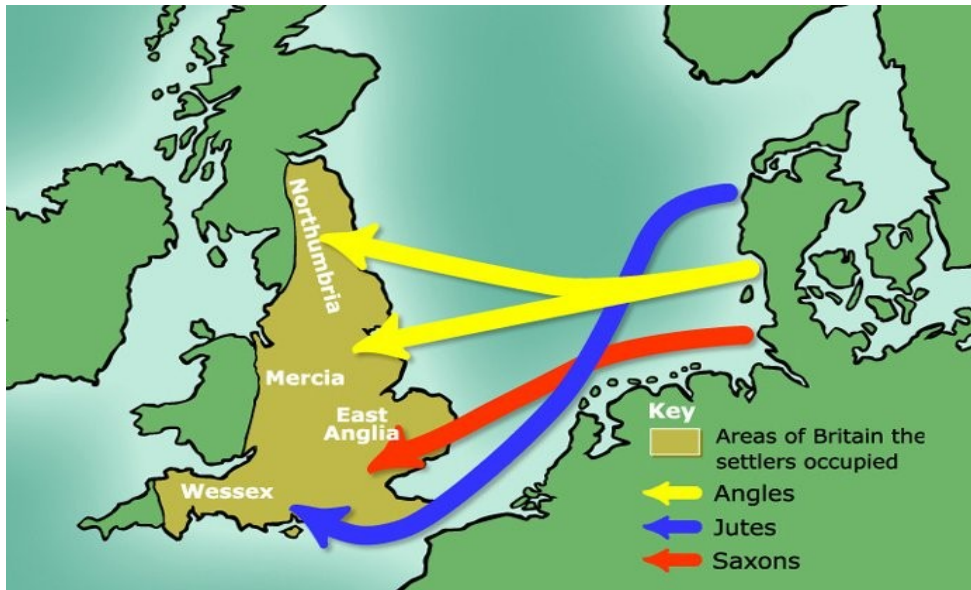 Northumbria
Mercia
East
Anglia
Wessex
Key
Areas of Britain the
settlers occupied
Angles
Jutes
Saxons